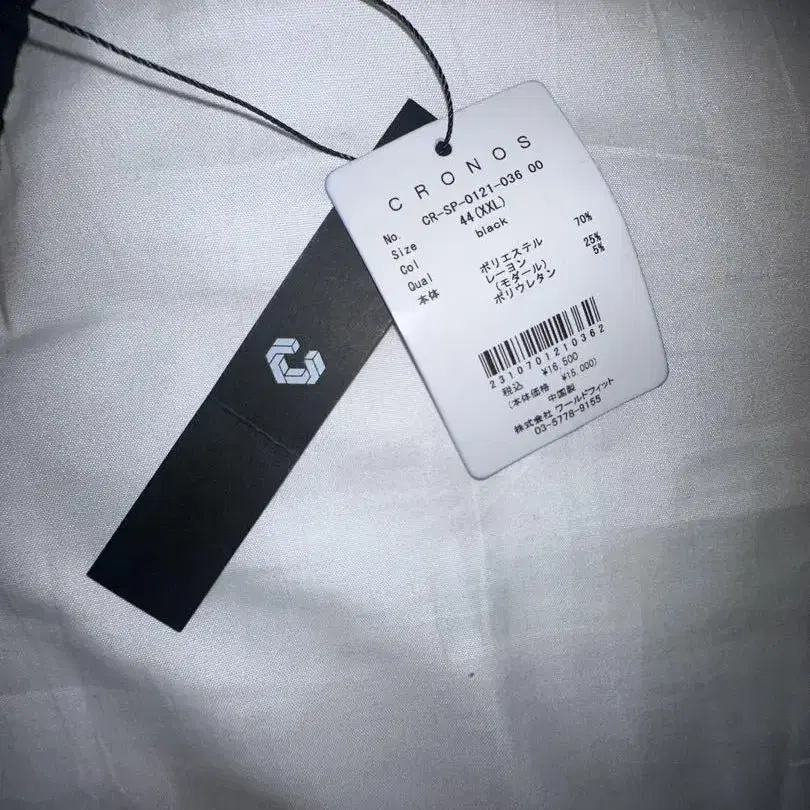 CRONOS
No. CR-SP-0121-036 00
Size 44(XXL)
Col black
Qual ポリエステル 70%
本体 レーヨン 25%
(モダール)
ポリウレタン 5%
2310701210362
税込 ¥16,500
(本体価格 ¥15,000)
中国製
株式会社 ワールドフィット
03-5778-9155